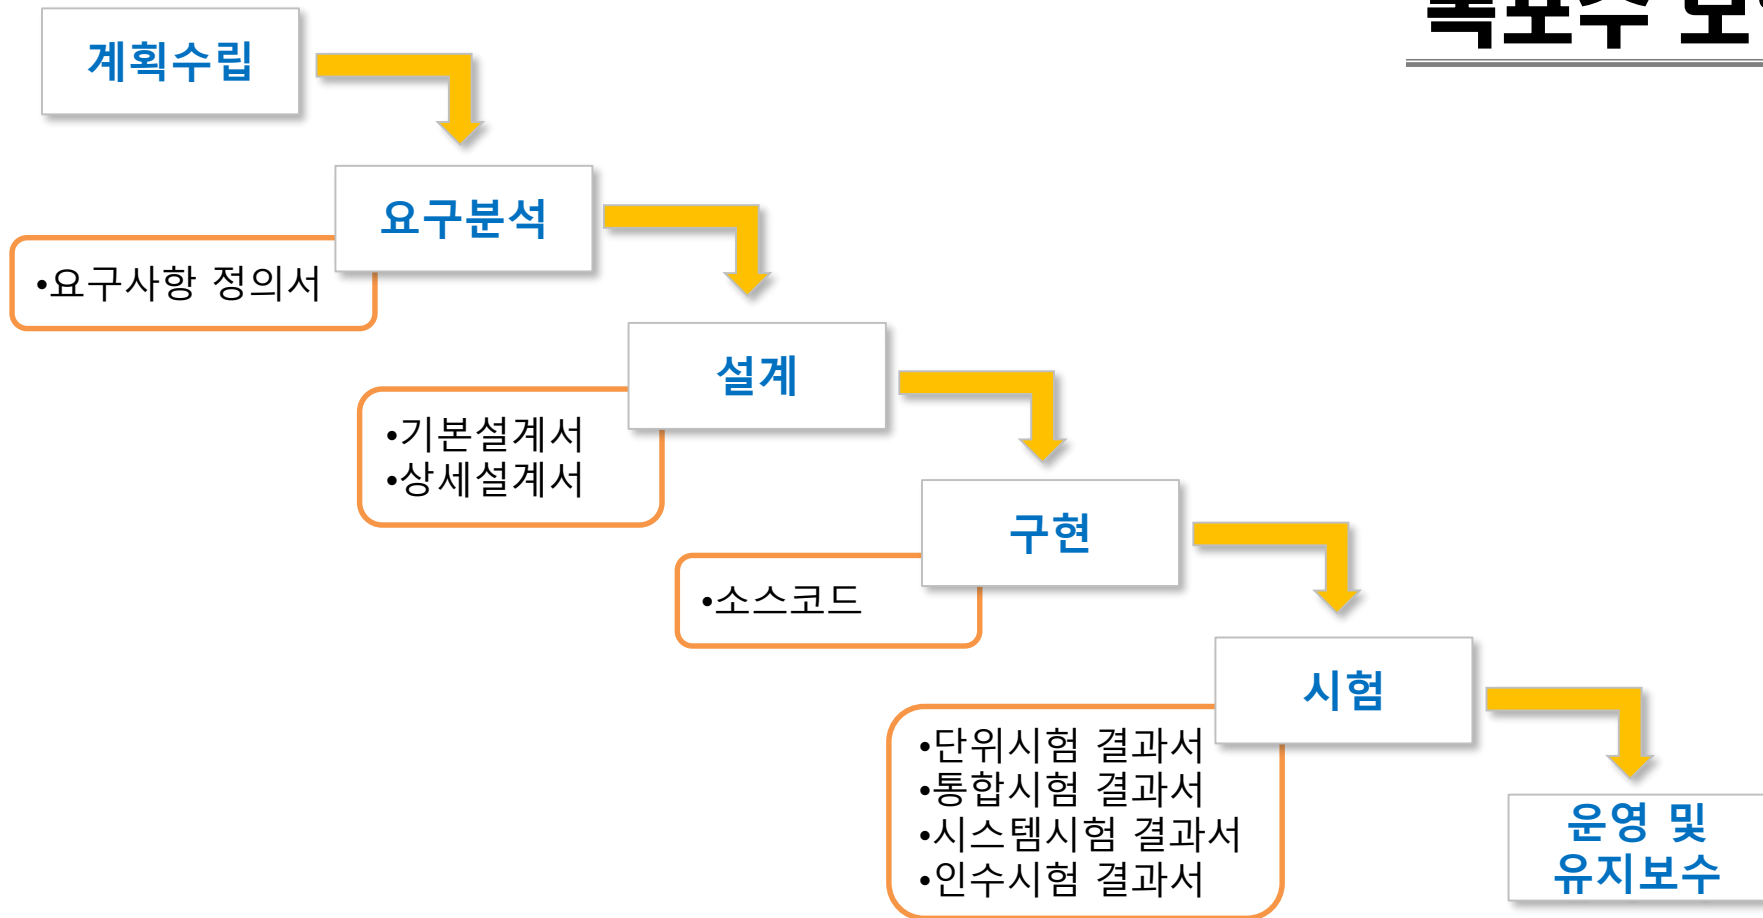 계획수립
요구분석
•요구사항 정의서
설계
•기본설계서
•상세설계서
구현
•소스코드
시험
•단위시험 결과서
•통합시험 결과서
•시스템시험 결과서
•인수시험 결과서
운영 및
유지보수